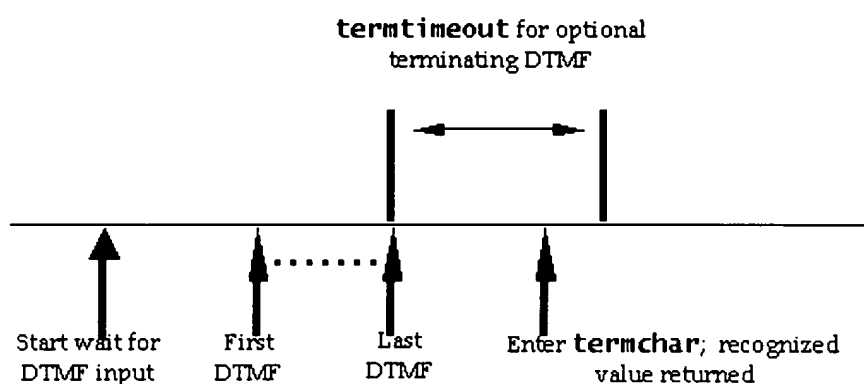 termtimeout for optional
terminating DTMF
Start wait for
DTMF input
First
DTMF
Last
DTMF
Enter termchar; recognized
value returned